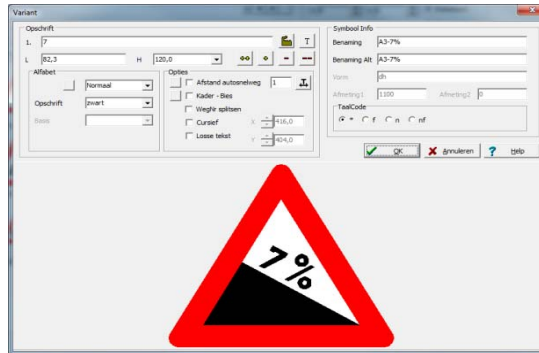 Variant
Opschrift
1. 7 T
L 82,3 H 120,0
Alfabet
Normaal
Opschrift zwart
Basis
Opties
Afstand autosnelweg 1
Kader - Bies
WegNr splitsen
Cursief X 416,0
Losse tekst Y 404,0
Symbool Info
Benaming A3-7%
Benaming Alt A3-7%
Vorm dh
Afmeting1 1100 Afmeting2 0
TaalCode
* f n nf
OK Annuleren ? Help
7%